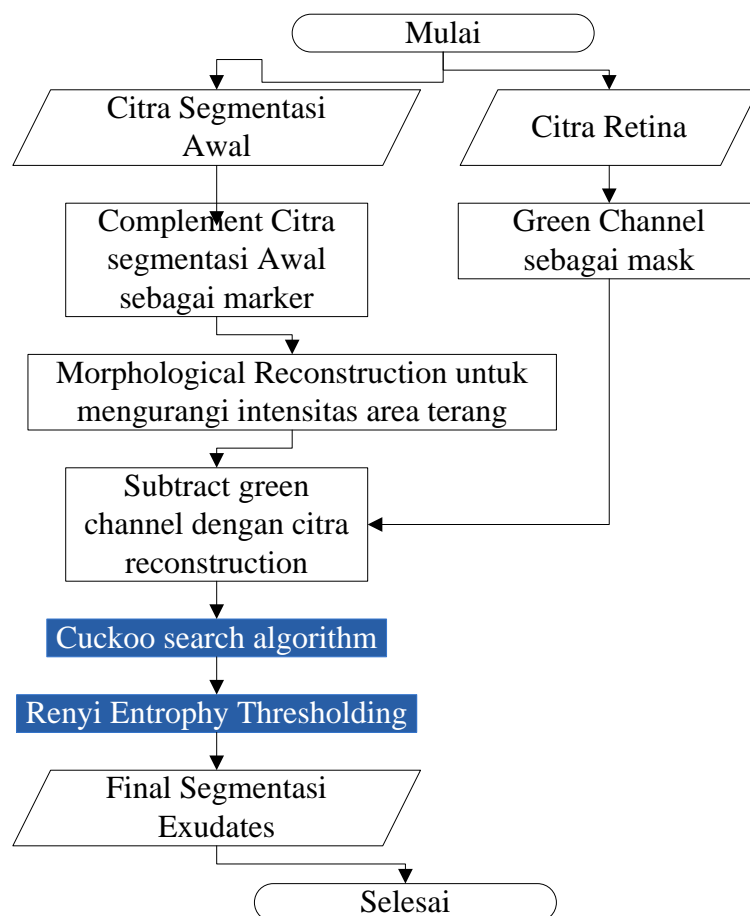 Mulai
Citra Segmentasi
Awal
Citra Retina
Complement Citra
segmentasi Awal
sebagai marker
Green Channel
sebagai mask
Morphological Reconstruction untuk
mengurangi intensitas area terang
Subtract green
channel dengan citra
reconstruction
Cuckoo search algorithm
Renyi Entrophy Thresholding
Final Segmentasi
Exudates
Selesai